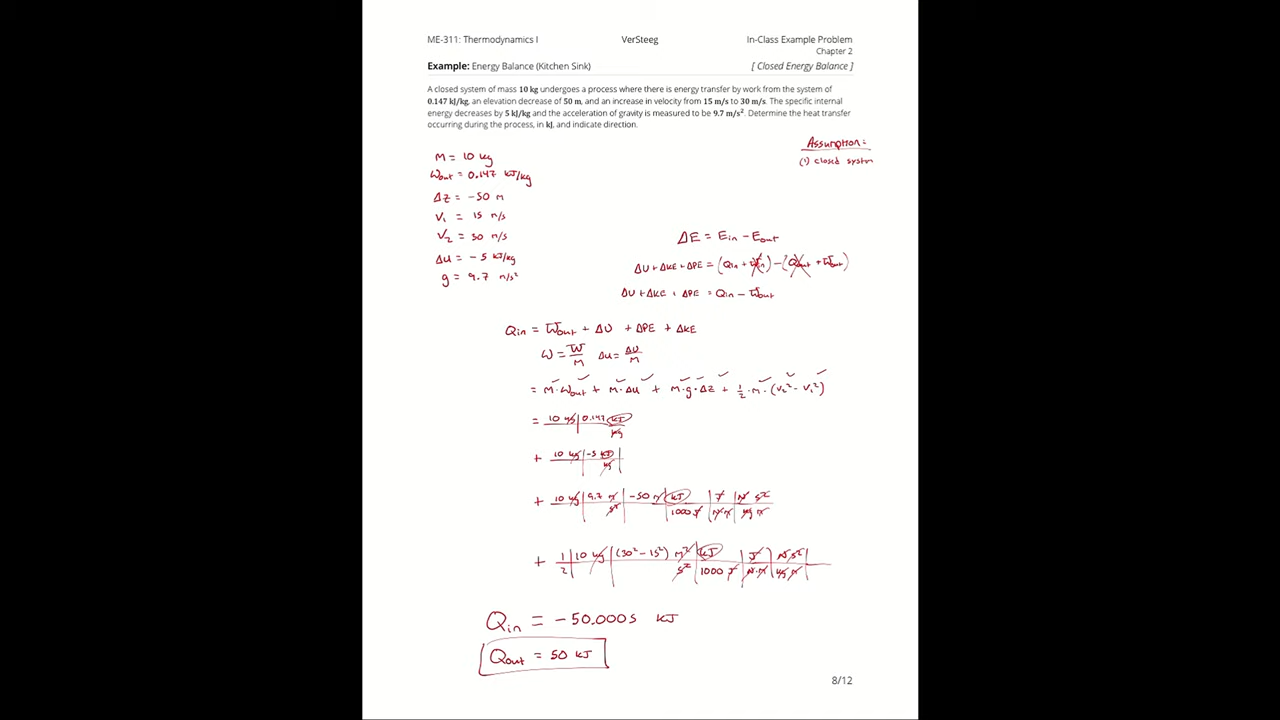 ME-311: Thermodynamics I VerSteeg In-Class Example Problem
Chapter 2
Example: Energy Balance (Kitchen Sink) [ Closed Energy Balance ]
A closed system of mass 10 kg undergoes a process where there is energy transfer by work from the system of
0.147 kJ/kg, an elevation decrease of 50 m, and an increase in velocity from 15 m/s to 30 m/s. The specific internal
energy decreases by 5 kJ/kg and the acceleration of gravity is measured to be 9.7 m/s². Determine the heat transfer
occurring during the process, in kJ, and indicate direction.
Assumption:
(1) closed system
m = 10 kg
wout = 0.147 kJ/kg
Δz = -50 m
V₁ = 15 m/s
V₂ = 30 m/s
Δu = -5 kJ/kg
g = 9.7 m/s²
ΔE = Ein - Eout
ΔU + ΔKE + ΔPE = (Qin + Win) - (Qout + Wout)
ΔU + ΔKE + ΔPE = Qin - Wout
Qin = Wout + ΔU + ΔPE + ΔKE
w = W/m Δu = ΔU/m
= m·wout + m·Δu + m·g·Δz + 1/2·m·(V₂² - V₁²)
= 10 kg | 0.147 kJ
kg
+ 10 kg | -5 kJ
kg
+ 10 kg | 9.7 m | -50 m | kJ | J | N s²
s² | 1000 J | N·m | kg m
+ 1 | 10 kg | (30² - 15²) m² | kJ | J | N s²
2 | s² | 1000 J | N·m | kg m
Qin = -50.0005 kJ
Qout = 50 kJ
8/12